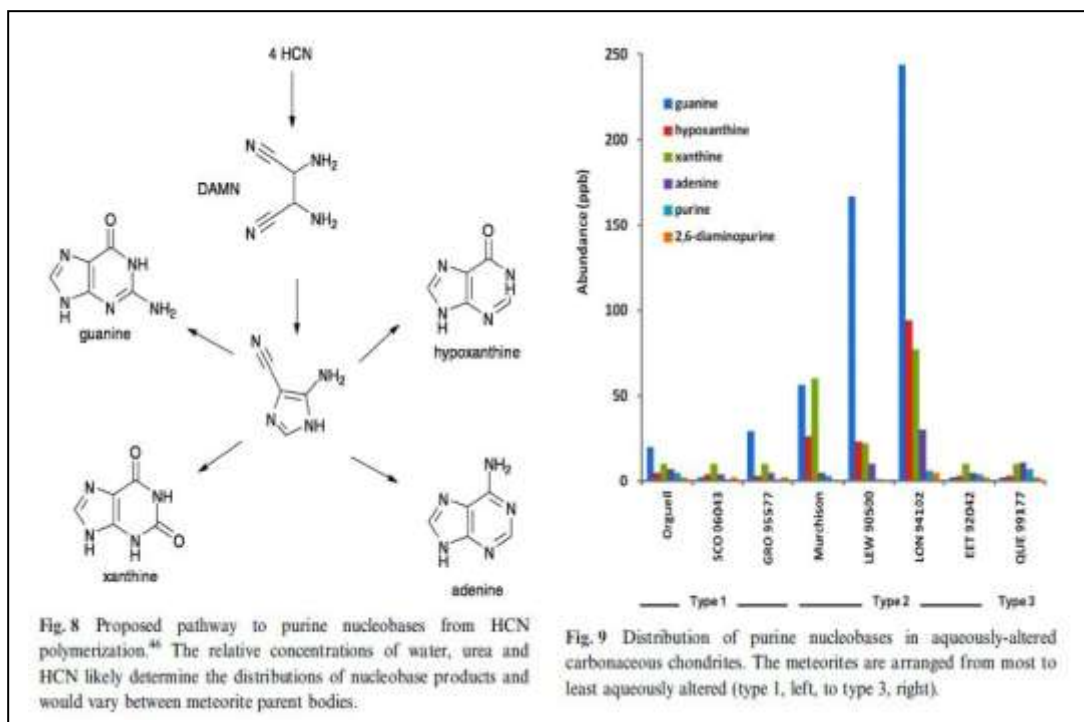 4 HCN
N
NH2
DAMN
N
NH2
O
N
NH
N
H
N
NH2
guanine
O
N
N
H
N
H
N
hypoxanthine
N
NH2
N
NH
O
N
NH
N
H
N
H
O
xanthine
NH2
N
N
N
H
N
adenine
Fig. 8 Proposed pathway to purine nucleobases from HCN
polymerization.46 The relative concentrations of water, urea and
HCN likely determine the distributions of nucleobase products and
would vary between meteorite parent bodies.
250
200
150
100
50
0
Abundance (ppb)
guanine
hypoxanthine
xanthine
adenine
purine
2,6-diaminopurine
Orguell
SCO 06043
GRO 95577
Murchison
LEW 90500
LON 94102
EET 92042
QUE 99177
Type 1
Type 2
Type 3
Fig. 9 Distribution of purine nucleobases in aqueously-altered
carbonaceous chondrites. The meteorites are arranged from most to
least aqueously altered (type 1, left, to type 3, right).